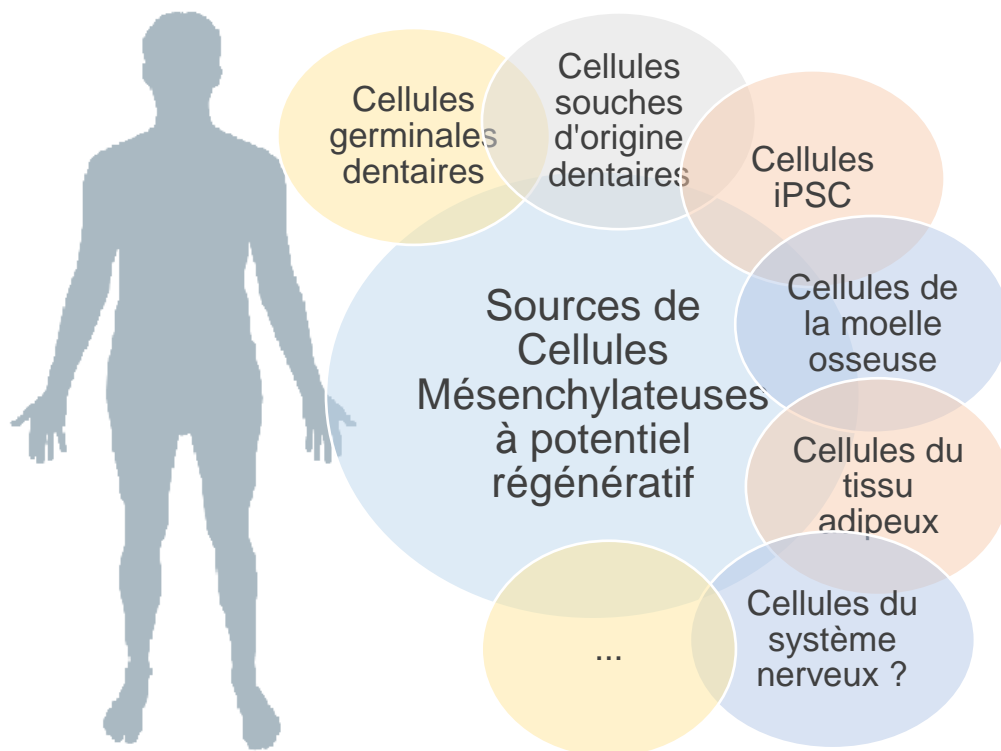 Cellules
germinales
dentaires
Cellules
souches
d'origine
dentaires
Cellules
iPSC
Cellules de
la moelle
osseuse
Cellules du
tissu
adipeux
Cellules du
système
nerveux ?
...
Sources de
Cellules
Mésenchylateuses
à potentiel
régénératif